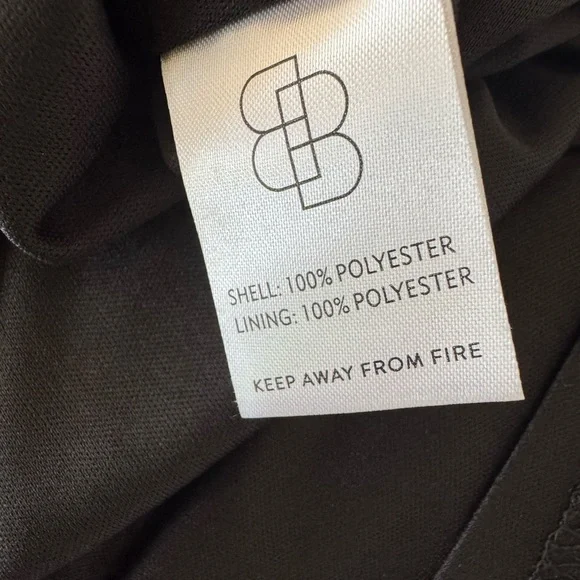 SHELL: 100% POLYESTER
LINING: 100% POLYESTER
KEEP AWAY FROM FIRE